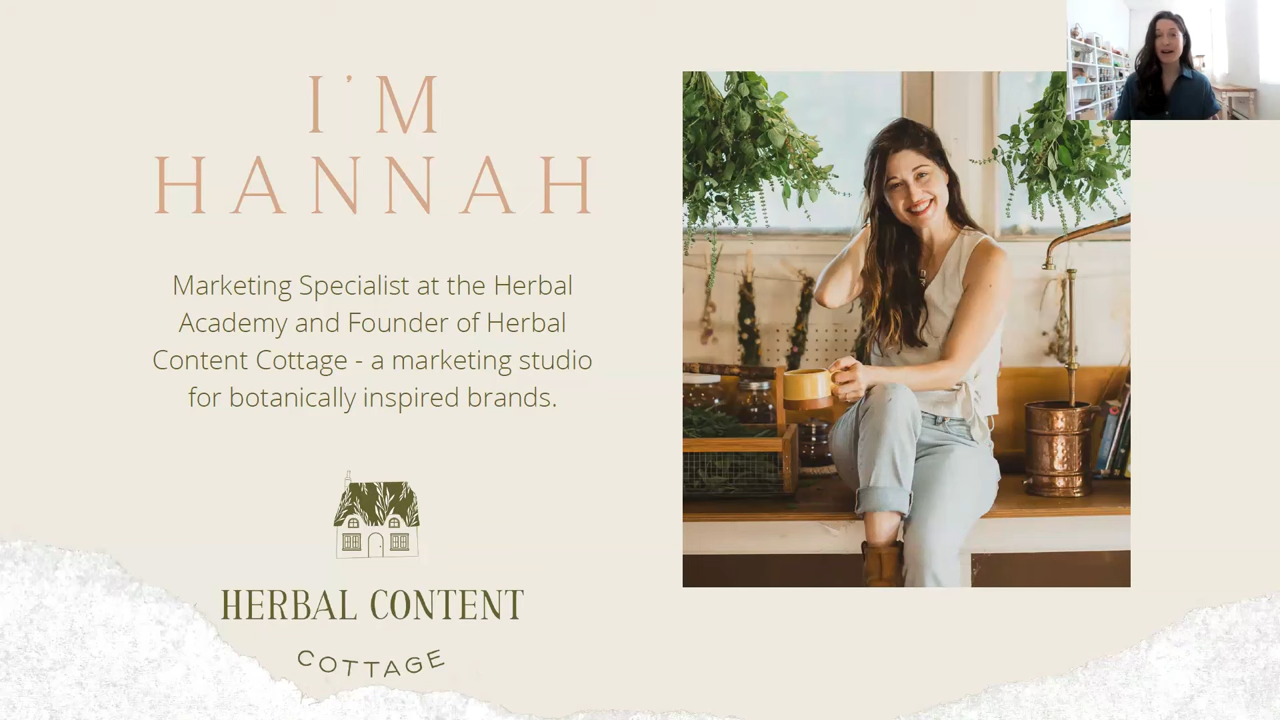 I'M
HANNAH
Marketing Specialist at the Herbal
Academy and Founder of Herbal
Content Cottage - a marketing studio
for botanically inspired brands.
HERBAL CONTENT
COTTAGE